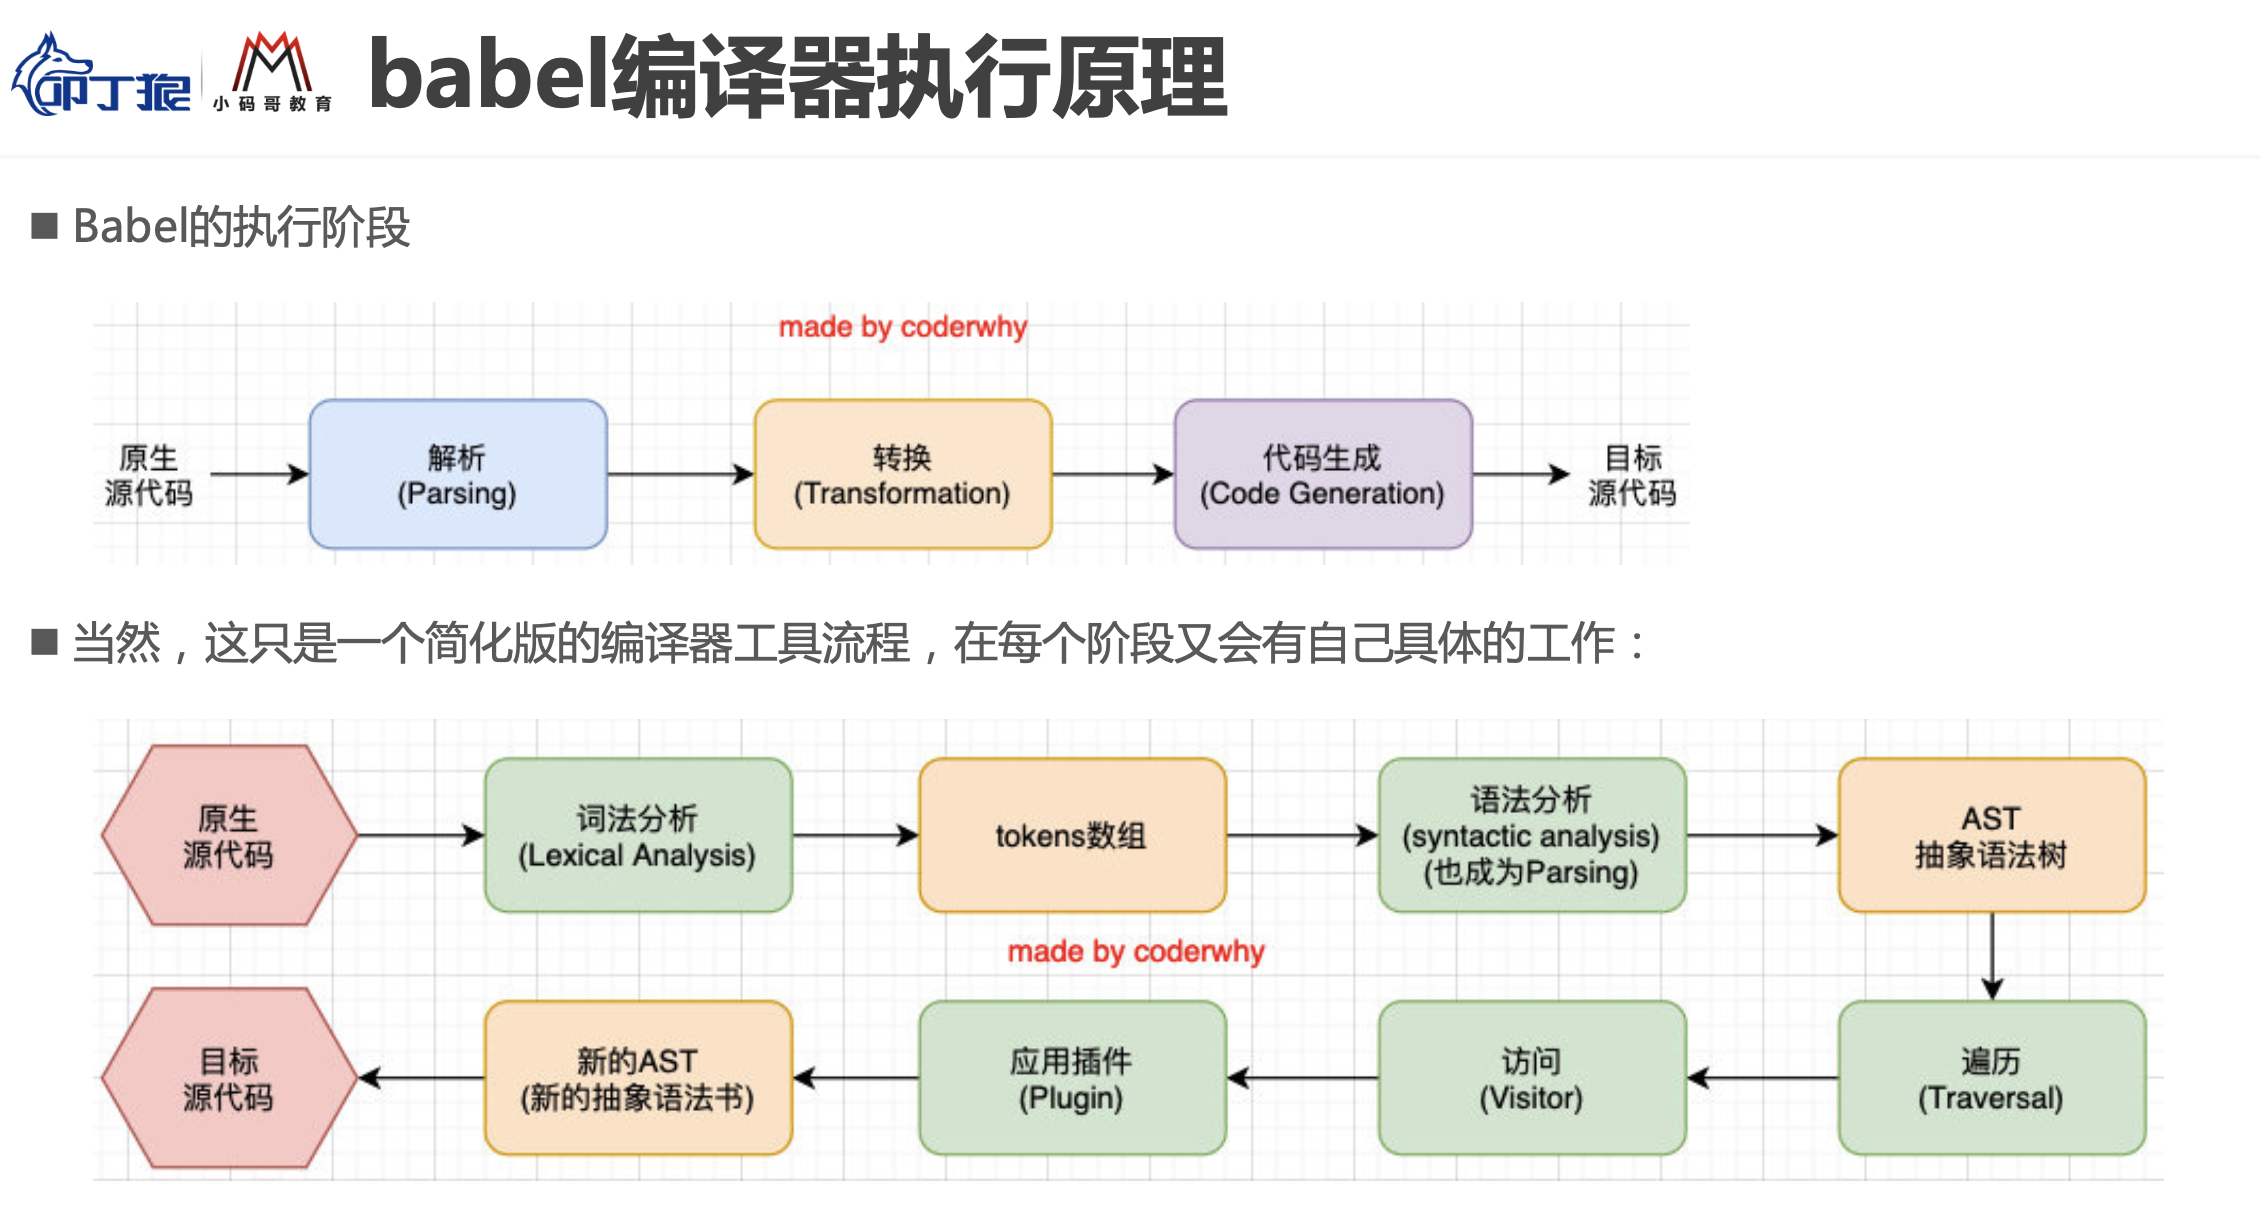 叩丁狼
小码哥教育
babel编译器执行原理
Babel的执行阶段
made by coderwhy
原生
源代码
解析
(Parsing)
转换
(Transformation)
代码生成
(Code Generation)
目标
源代码
当然，这只是一个简化版的编译器工具流程，在每个阶段又会有自己具体的工作：
原生
源代码
词法分析
(Lexical Analysis)
tokens数组
语法分析
(syntactic analysis)
(也成为Parsing)
AST
抽象语法树
made by coderwhy
目标
源代码
新的AST
(新的抽象语法书)
应用插件
(Plugin)
访问
(Visitor)
遍历
(Traversal)